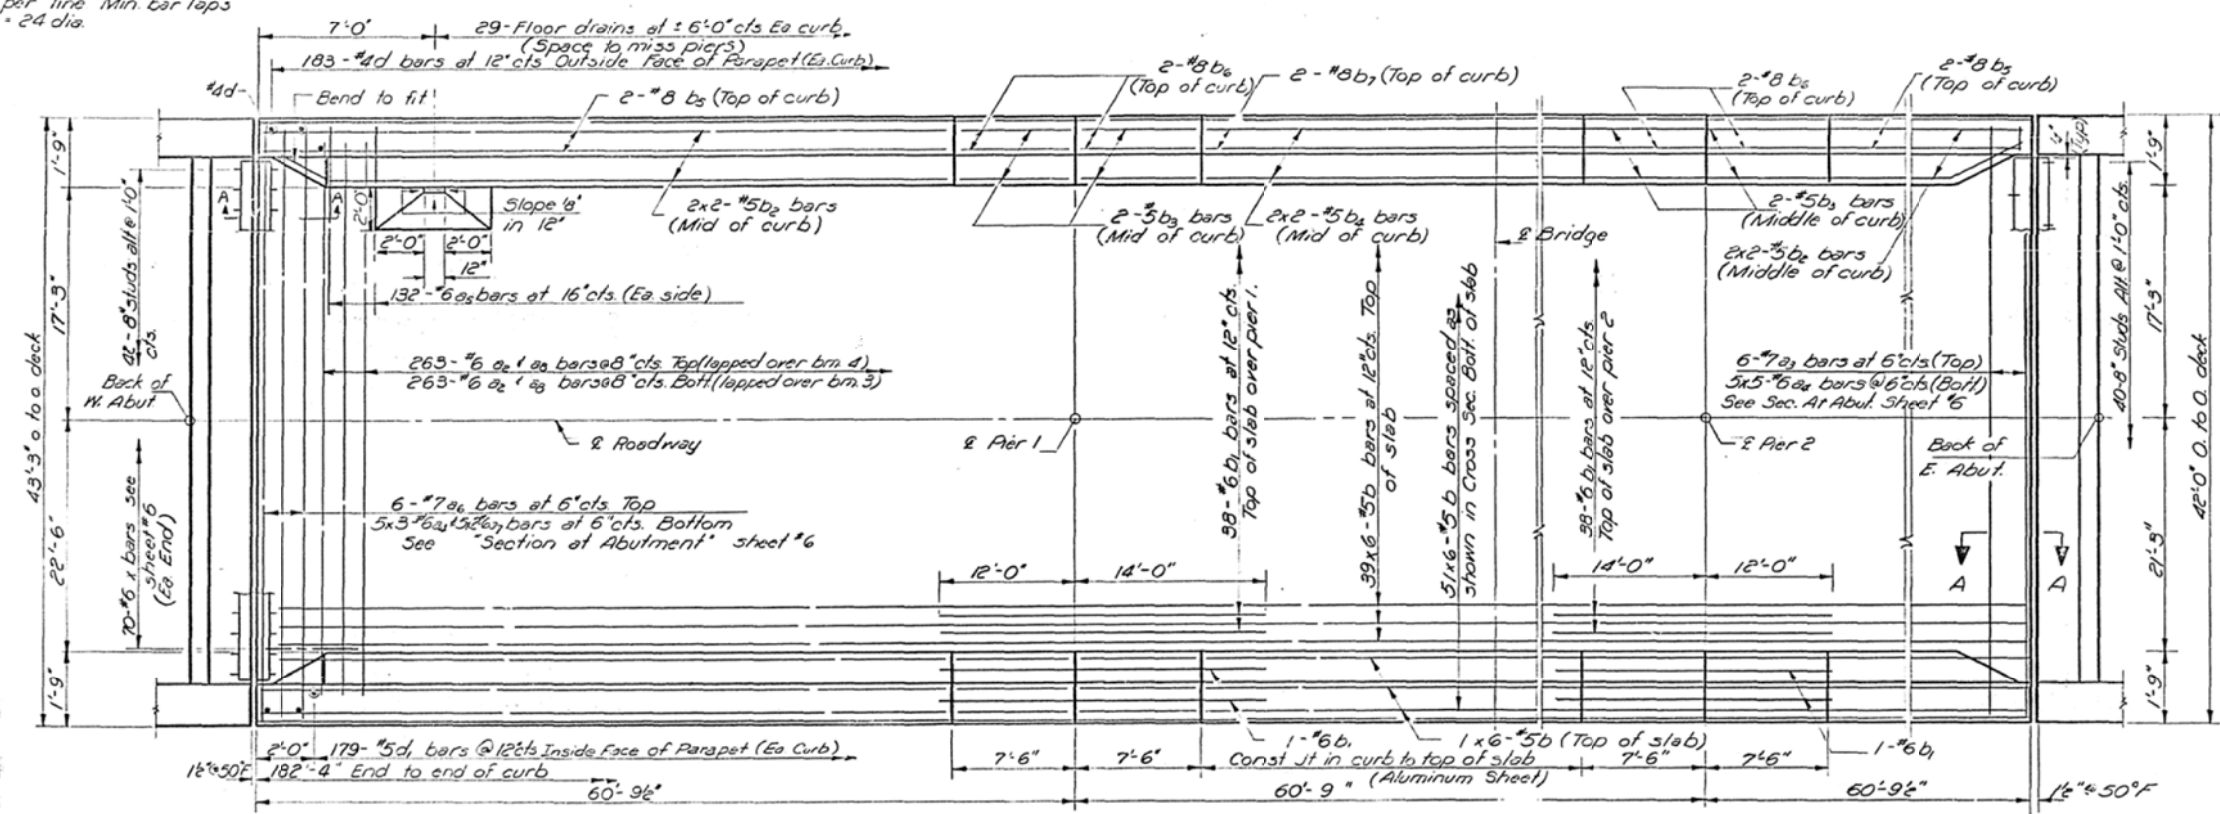 per line Min. bar laps
= 24 dia.
7'-0"
29-Floor drains at ± 6'-0" cts Ea curb
(Space to miss piers)
183-#4d bars at 12" cts Outside Face of Parapet (Ea. Curb)
#4d
Bend to fit
2-#8 b5 (Top of curb)
2-#8 b6
(Top of curb)
2-#8 b7 (Top of curb)
2-#8 b6
(Top of curb)
2-#8 b5
(Top of curb)
1'-9"
17'-3"
43'-3" o to o deck
22'-6"
1'-9"
42-8" studs alt @ 1'-0"
cts.
A
A
2'-0"
Slope 1/8"
in 12"
2'-0"
2'-0"
12"
2x2-#5b2 bars
(Mid of curb)
2-#5b3 bars
(Mid of curb)
2x2-#5b4 bars
(Mid of curb)
℄ Bridge
2-#5b3 bars
(Middle of curb)
2x2-#5b2 bars
(Middle of curb)
(Typ)
1'-9"
17'-3"
40-8" Studs Alt. @ 1'-0" cts.
42'-0" O. to O. deck
21'-3"
1'-9"
132-#6a5 bars at 16" cts. (Ea. side)
263-#6 a2 & a8 bars @ 8" cts. Top (lapped over bm. 4)
263-#6 a2 & a8 bars @ 8" cts. Bott. (lapped over bm. 3)
Back of
W. Abut.
℄ Roadway
℄ Pier 1
38-#6b1 bars at 12" cts.
Top of slab over pier 1.
39x6-#5b bars at 12" cts. Top
of slab
51x6-#5 b bars spaced as
shown in Cross Sec. Bott. of slab
38-#6 b1 bars at 12" cts.
Top of slab over pier 2
6-#7a3 bars at 6" cts. (Top)
5x5-#6a4 bars @ 6" cts. (Bott)
See Sec. At Abut. Sheet #6
℄ Pier 2
Back of
E. Abut.
70-#6 x bars see
sheet #6
(Ea. End)
6-#7a6 bars at 6" cts. Top
bars at 6" cts. Bottom
See "Section at Abutment" sheet #6
12'-0"
14'-0"
14'-0"
12'-0"
A
A
2'-0"
179-#5d1 bars @ 12" cts Inside Face of Parapet (Ea Curb)
1½" @ 50°F
182'-4" End to end of curb
60'-9½"
7'-6"
7'-6"
1-#6b1
1x6-#5b (Top of slab)
Const Jt in curb to top of slab
(Aluminum Sheet)
7'-6"
7'-6"
1-#6b1
60'-9"
60'-9½"
1½" @ 50°F